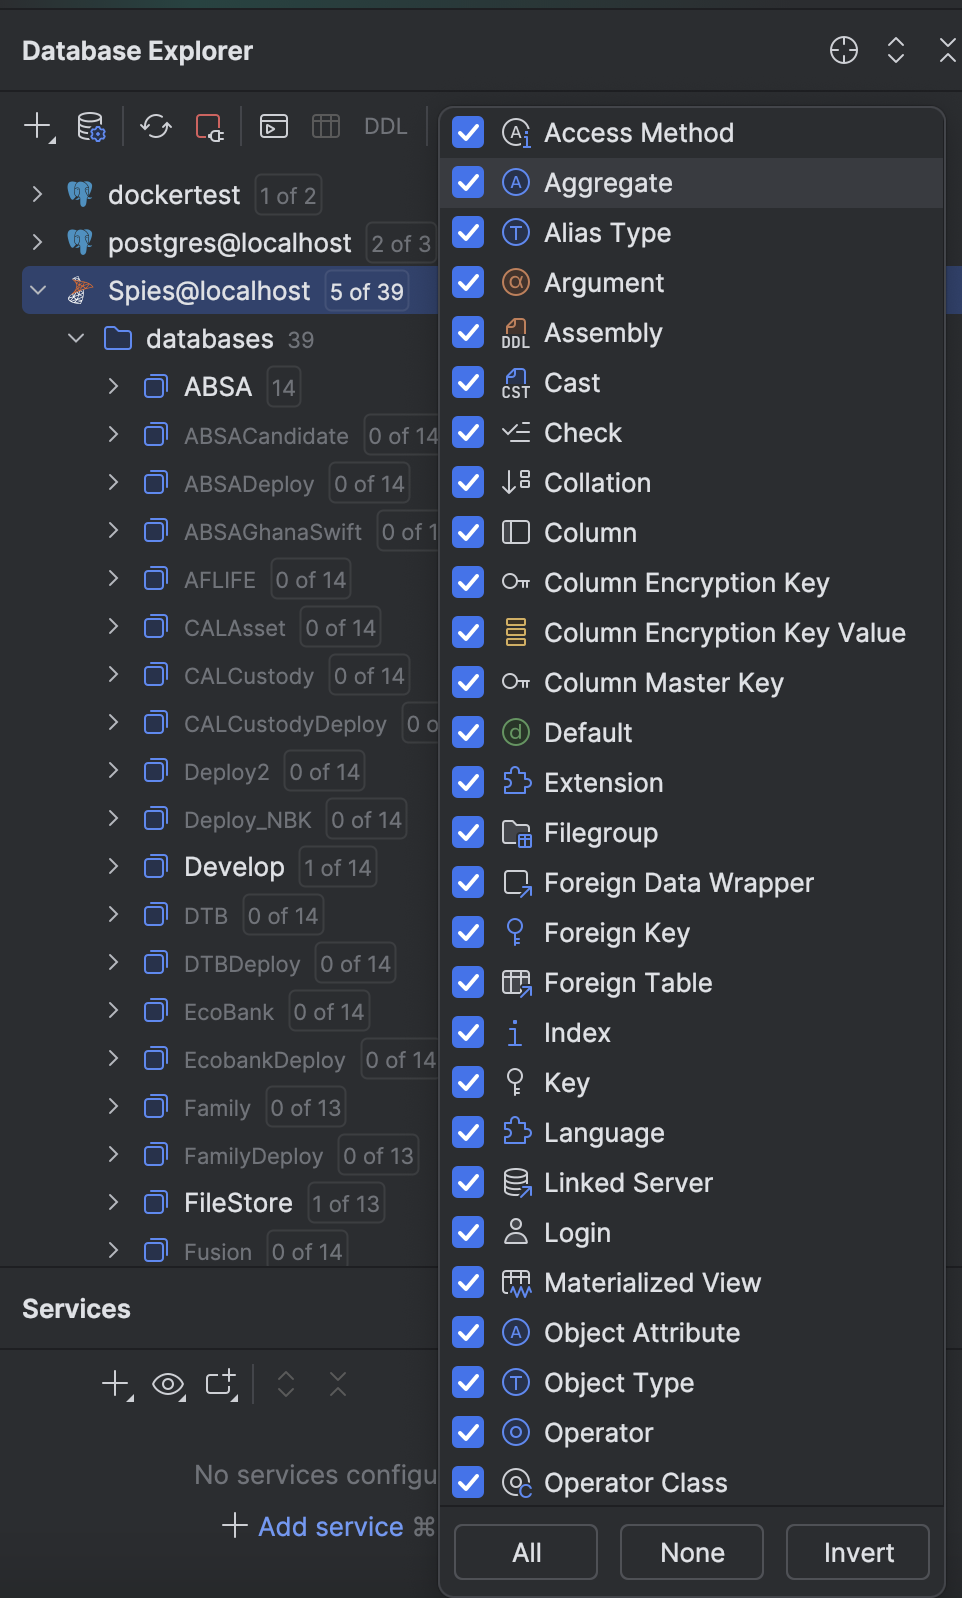 Database Explorer
DDL
dockertest 1 of 2
postgres@localhost 2 of 3
Spies@localhost 5 of 39
databases 39
ABSA 14
ABSACandidate 0 of 14
ABSADeploy 0 of 14
ABSAGhanaSwift 0 of 1
AFLIFE 0 of 14
CALAsset 0 of 14
CALCustody 0 of 14
CALCustodyDeploy 0 o
Deploy2 0 of 14
Deploy_NBK 0 of 14
Develop 1 of 14
DTB 0 of 14
DTBDeploy 0 of 14
EcoBank 0 of 14
EcobankDeploy 0 of 14
Family 0 of 13
FamilyDeploy 0 of 13
FileStore 1 of 13
Fusion 0 of 14
Services
No services configu
Add service ⌘
Access Method
Aggregate
Alias Type
Argument
DDL Assembly
CST Cast
Check
Collation
Column
Column Encryption Key
Column Encryption Key Value
Column Master Key
Default
Extension
Filegroup
Foreign Data Wrapper
Foreign Key
Foreign Table
Index
Key
Language
Linked Server
Login
Materialized View
Object Attribute
Object Type
Operator
Operator Class
All
None
Invert